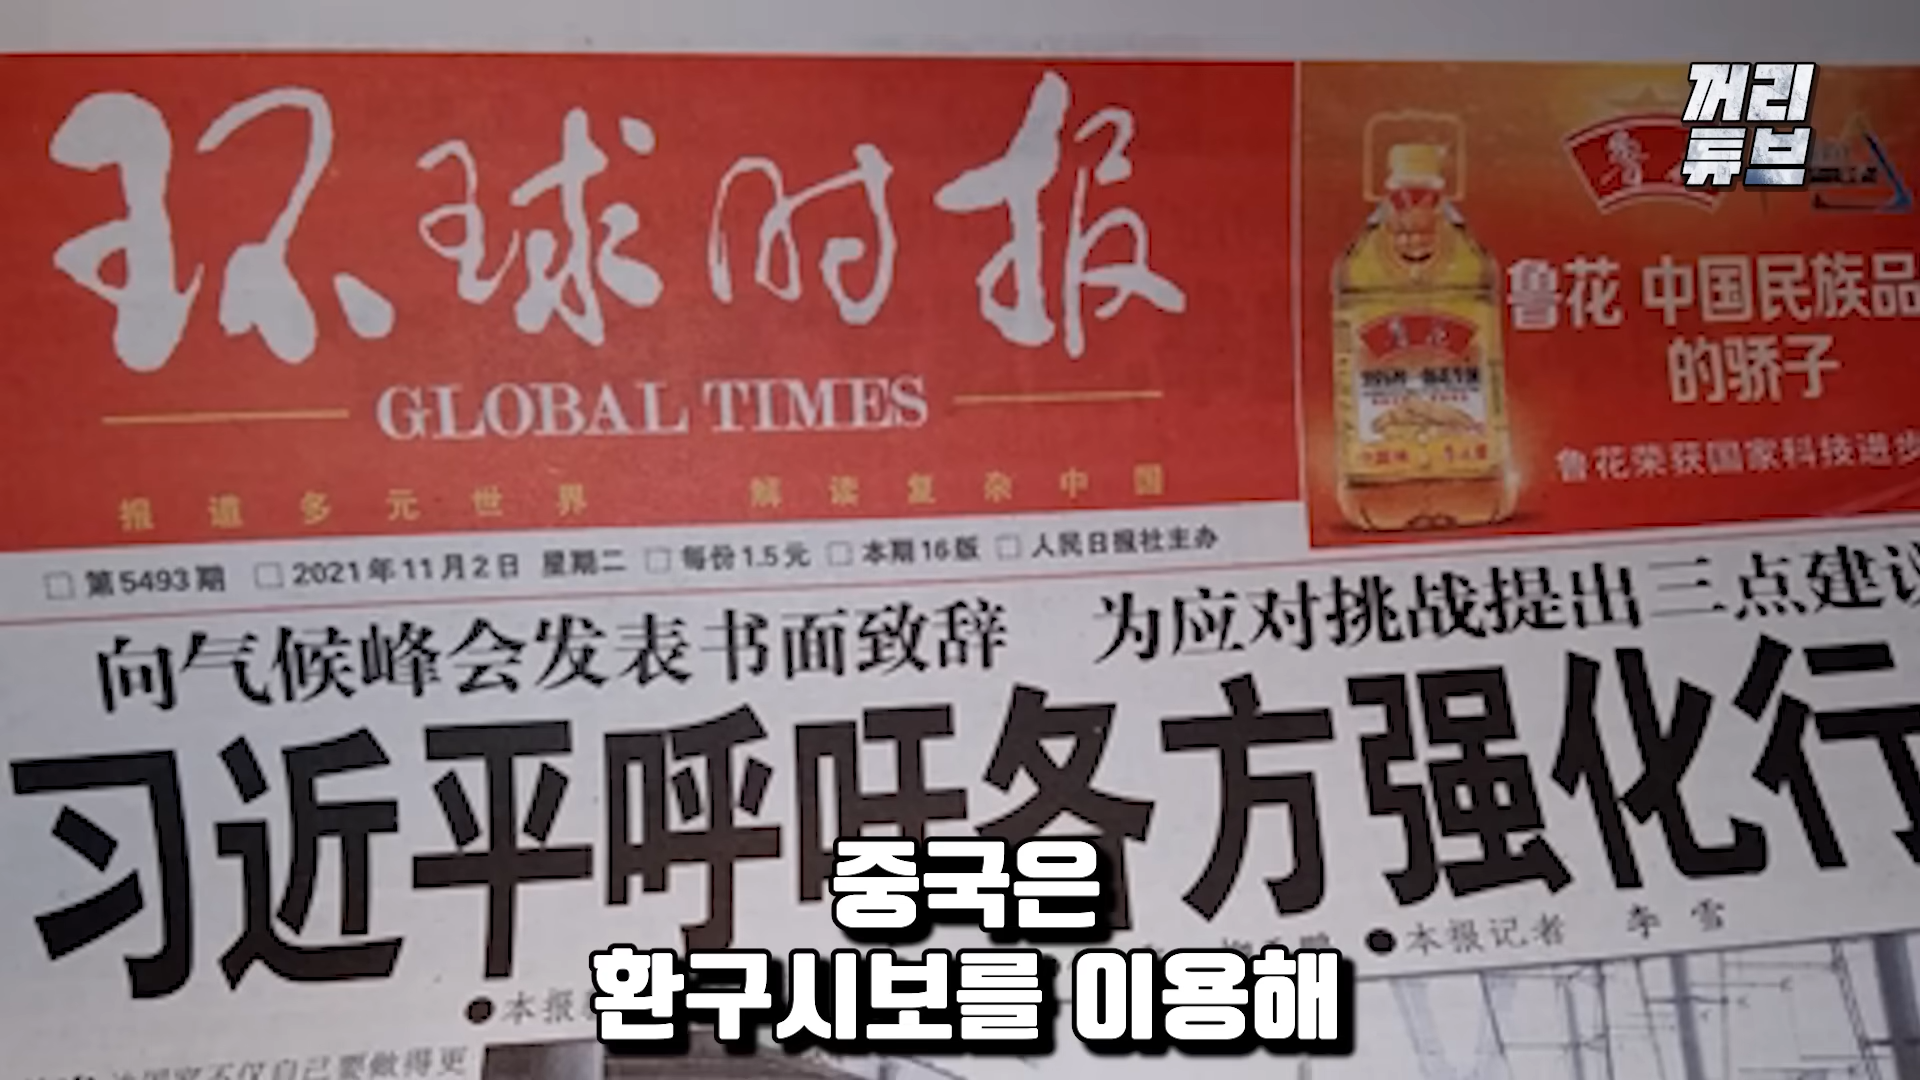 环球时报
GLOBAL TIMES
报道多元世界 解读复杂中国
꺼리
튜브
鲁花 中国民族品
的骄子
鲁花荣获国家科技进步
第5493期 2021年11月2日 星期二 每份1.5元 本期16版 人民日报社主办
向气候峰会发表书面致辞 为应对挑战提出三点建议
习近平呼吁各方强化行
●本报记者 李雪
●本报
中국은
환구시보를 이용해